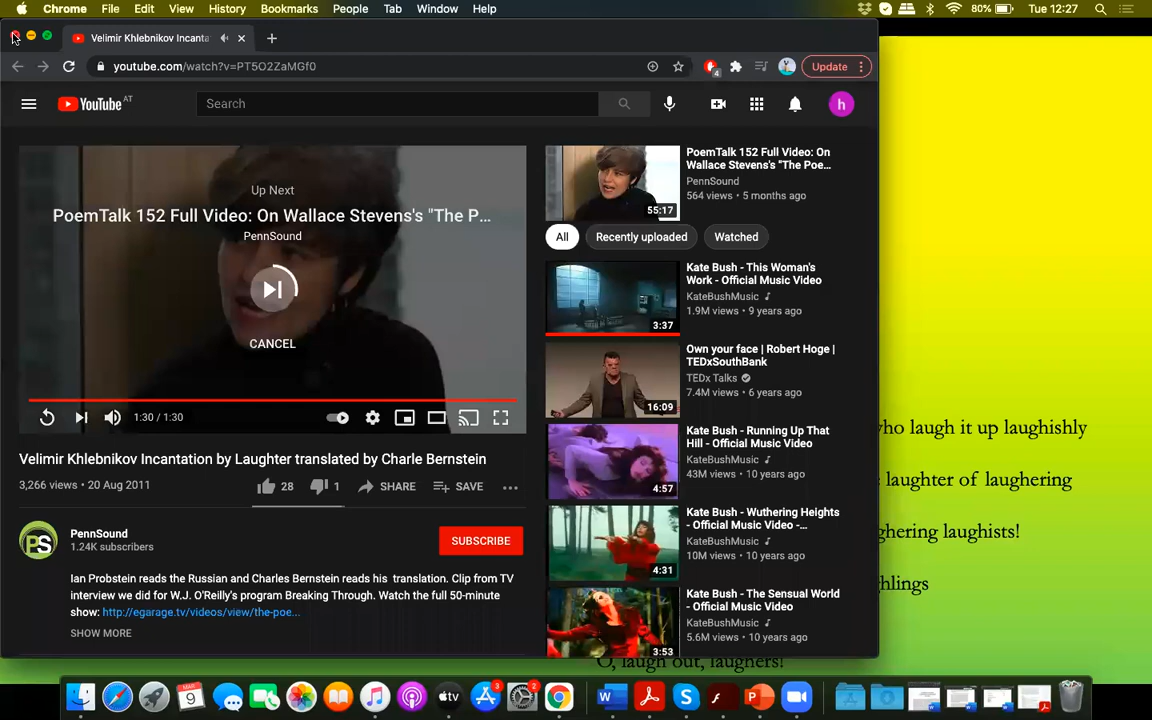 Chrome File Edit View History Bookmarks People Tab Window Help 80% Tue 12:27
Velimir Khlebnikov Incanta
youtube.com/watch?v=PT5O2ZaMGf0
4
Update
YouTube AT
Search
h
Up Next
PoemTalk 152 Full Video: On Wallace Stevens's "The P...
PennSound
CANCEL
1:30 / 1:30
Velimir Khlebnikov Incantation by Laughter translated by Charle Bernstein
3,266 views • 20 Aug 2011
28 1 SHARE SAVE
PS
PennSound
1.24K subscribers
SUBSCRIBE
Ian Probstein reads the Russian and Charles Bernstein reads his translation. Clip from TV
interview we did for W.J. O'Reilly's program Breaking Through. Watch the full 50-minute
show: http://egarage.tv/videos/view/the-poe...
SHOW MORE
PoemTalk 152 Full Video: On
Wallace Stevens's "The Poe...
PennSound
564 views • 5 months ago
55:17
All Recently uploaded Watched
Kate Bush - This Woman's
Work - Official Music Video
KateBushMusic
1.9M views • 9 years ago
3:37
Own your face | Robert Hoge |
TEDxSouthBank
TEDx Talks
7.4M views • 6 years ago
16:09
Kate Bush - Running Up That
Hill - Official Music Video
KateBushMusic
43M views • 10 years ago
4:57
Kate Bush - Wuthering Heights
- Official Music Video -...
KateBushMusic
10M views • 10 years ago
4:31
Kate Bush - The Sensual World
- Official Music Video
KateBushMusic
5.6M views • 10 years ago
3:53
who laugh it up laughishly
laughter of laughering
ghering laughists!
ghlings
O, laugh out, laughers!
MAR
9
tv
3
2